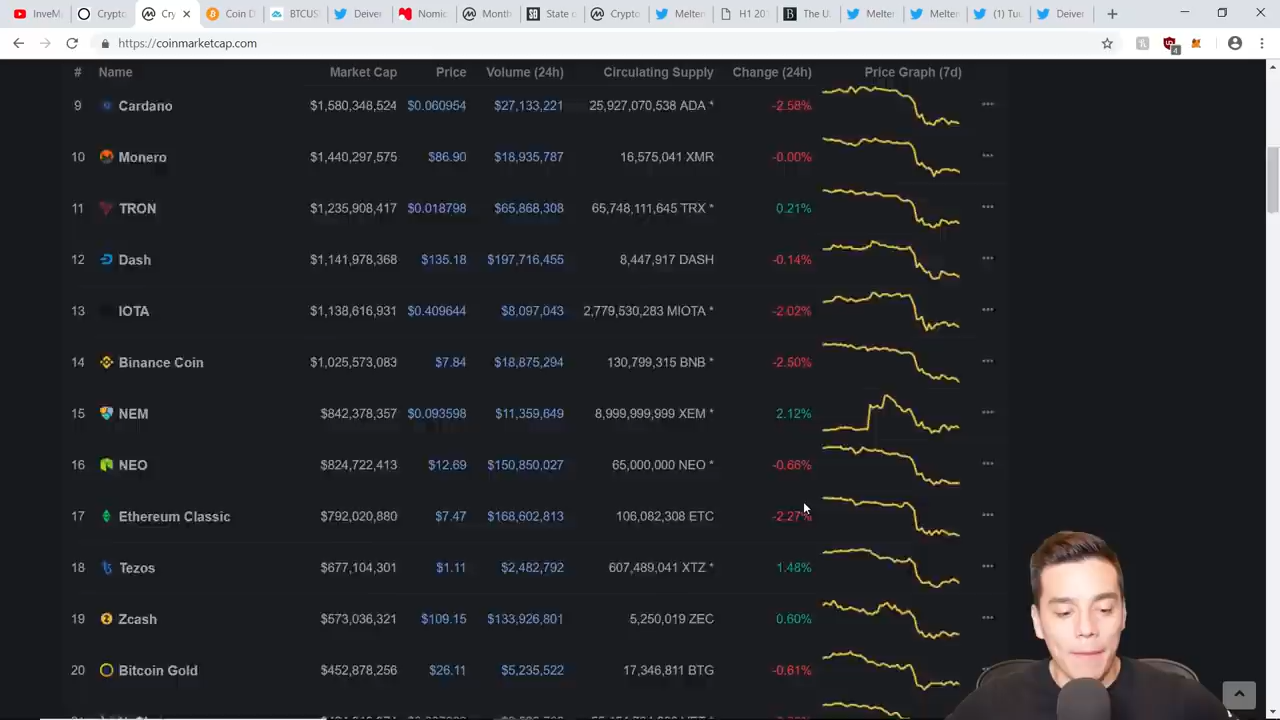 InveM
Crypto
Cry
Coin D
BTCUS
Deiver
Nomic
Month
State c
Crypto
Melter
H1 201
The U.
Melter
Melter
(1) Tu
Deiver
https://coinmarketcap.com
4
# Name Market Cap Price Volume (24h) Circulating Supply Change (24h) Price Graph (7d)
9 Cardano $1,580,348,524 $0.060954 $27,133,221 25,927,070,538 ADA * -2.58%
10 Monero $1,440,297,575 $86.90 $18,935,787 16,575,041 XMR -0.00%
11 TRON $1,235,908,417 $0.018798 $65,868,308 65,748,111,645 TRX * 0.21%
12 Dash $1,141,978,368 $135.18 $197,716,455 8,447,917 DASH -0.14%
13 IOTA $1,138,616,931 $0.409644 $8,097,043 2,779,530,283 MIOTA * -2.02%
14 Binance Coin $1,025,573,083 $7.84 $18,875,294 130,799,315 BNB * -2.50%
15 NEM $842,378,357 $0.093598 $11,359,649 8,999,999,999 XEM * 2.12%
16 NEO $824,722,413 $12.69 $150,850,027 65,000,000 NEO * -0.66%
17 Ethereum Classic $792,020,880 $7.47 $168,602,813 106,082,308 ETC -2.27%
18 Tezos $677,104,301 $1.11 $2,482,792 607,489,041 XTZ * 1.48%
19 Zcash $573,035,321 $109.15 $133,926,801 5,250,019 ZEC 0.60%
20 Bitcoin Gold $452,878,256 $26.11 $5,235,522 17,346,811 BTG -0.61%